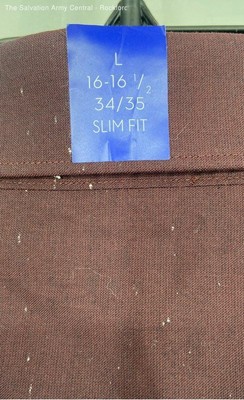 The Salvation Army Central - Rockford
L
16-16 1/2
34/35
SLIM FIT